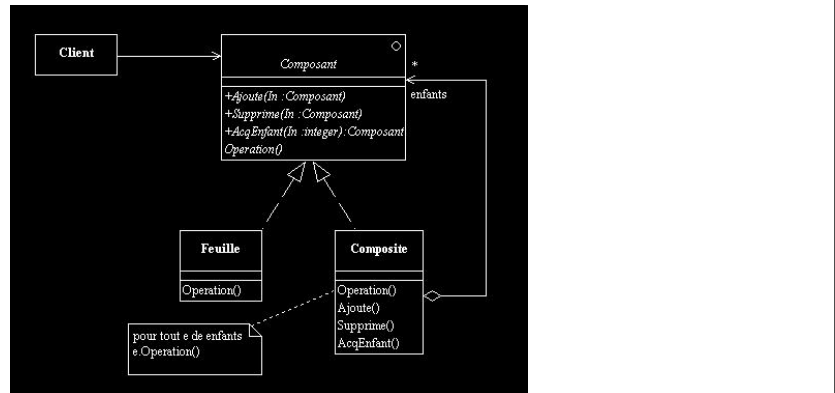 Client
Composant
*
enfants
+Ajoute(In :Composant)
+Supprime(In :Composant)
+AcqEnfant(In :integer):Composant
Operation()
Feuille
Operation()
Composite
Operation()
Ajoute()
Supprime()
AcqEnfant()
pour tout e de enfants
e.Operation()